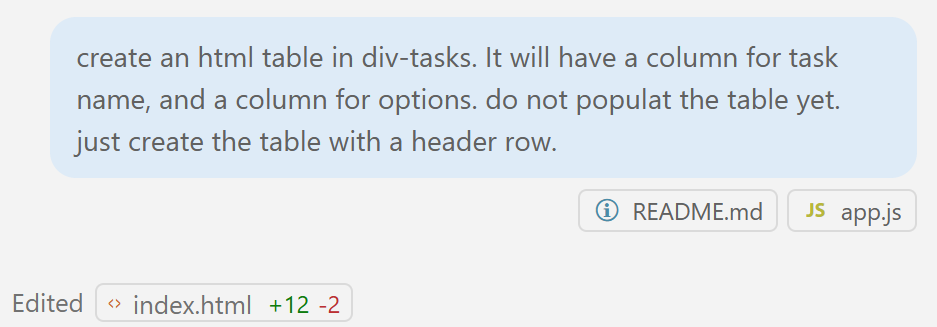 create an html table in div-tasks. It will have a column for task
name, and a column for options. do not populat the table yet.
just create the table with a header row.
README.md JS app.js
Edited <> index.html +12 -2